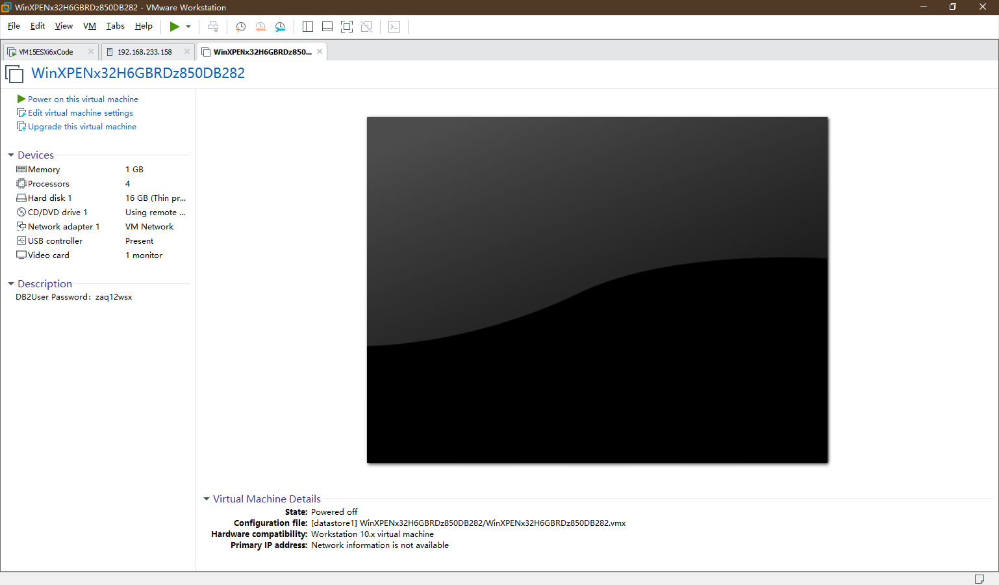 WinXPENx32H6GBRDz850DB282 - VMware Workstation
File Edit View VM Tabs Help
VM15ESXi6xCode 192.168.233.158 WinXPENx32H6GBRDz850...
WinXPENx32H6GBRDz850DB282
Power on this virtual machine
Edit virtual machine settings
Upgrade this virtual machine
Devices
Memory 1 GB
Processors 4
Hard disk 1 16 GB (Thin pr...
CD/DVD drive 1 Using remote ...
Network adapter 1 VM Network
USB controller Present
Video card 1 monitor
Description
DB2User Password：zaq12wsx
Virtual Machine Details
State: Powered off
Configuration file: [datastore1] WinXPENx32H6GBRDz850DB282/WinXPENx32H6GBRDz850DB282.vmx
Hardware compatibility: Workstation 10.x virtual machine
Primary IP address: Network information is not available